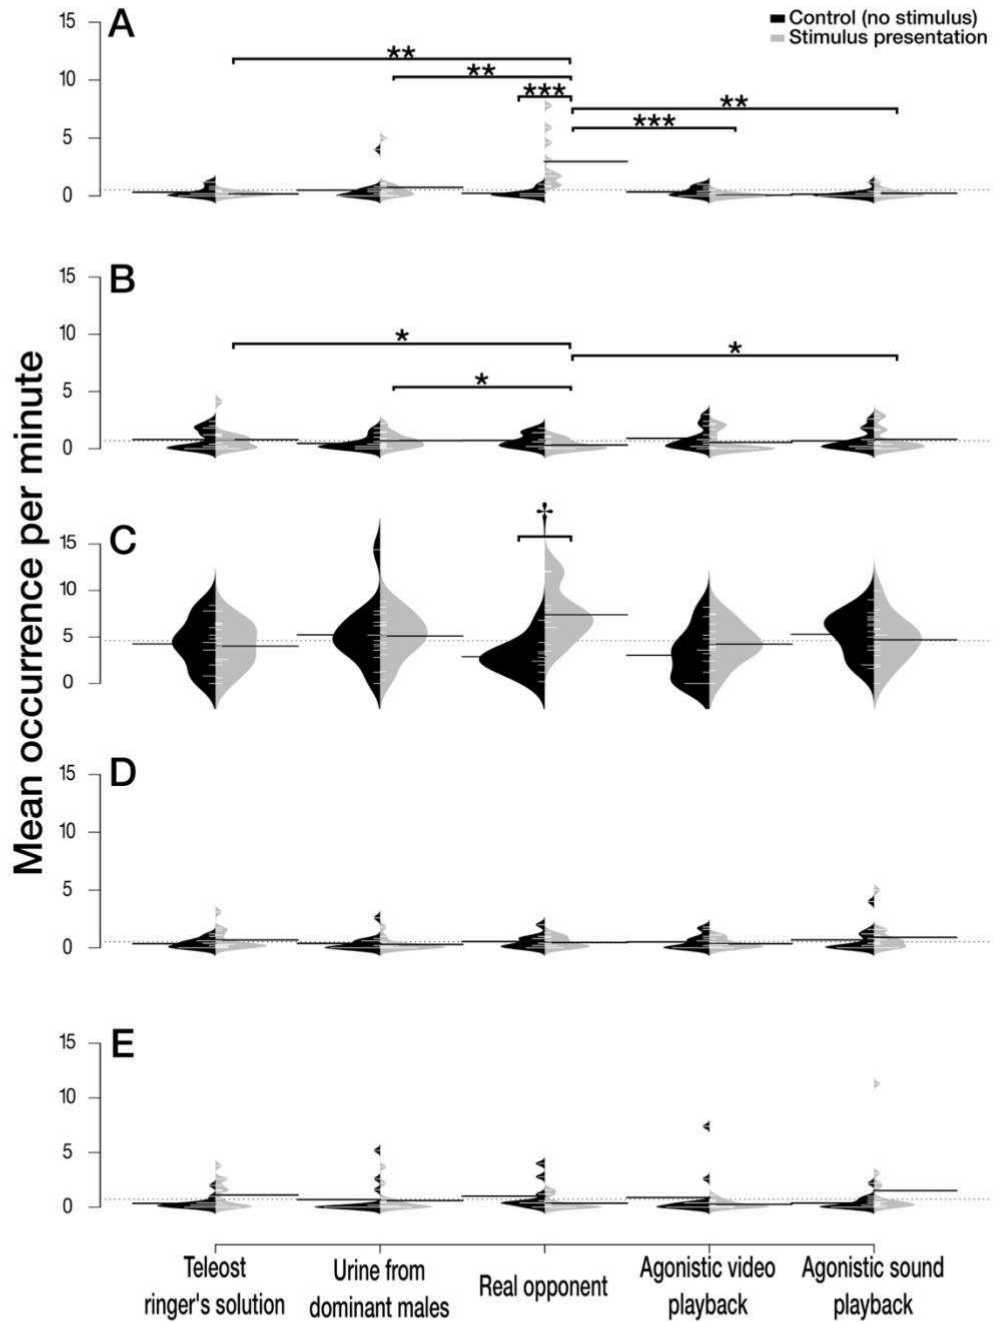 A
Control (no stimulus)
Stimulus presentation
15
10
5
0
**
**
***
**
***
B
15
10
5
0
*
*
*
C
15
10
5
0
†
D
15
10
5
0
E
15
10
5
0
Mean occurrence per minute
Teleost
ringer's solution
Urine from
dominant males
Real opponent
Agonistic video
playback
Agonistic sound
playback